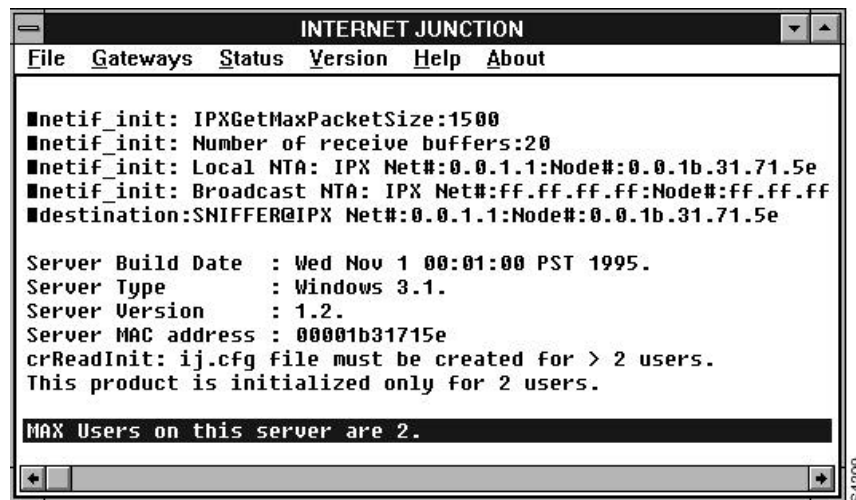 INTERNET JUNCTION
File Gateways Status Version Help About
netif_init: IPXGetMaxPacketSize:1500
netif_init: Number of receive buffers:20
netif_init: Local NTA: IPX Net#:0.0.1.1:Node#:0.0.1b.31.71.5e
netif_init: Broadcast NTA: IPX Net#:ff.ff.ff.ff:Node#:ff.ff.ff
destination:SNIFFER@IPX Net#:0.0.1.1:Node#:0.0.1b.31.71.5e
Server Build Date : Wed Nov 1 00:01:00 PST 1995.
Server Type : Windows 3.1.
Server Version : 1.2.
Server MAC address : 00001b31715e
crReadInit: ij.cfg file must be created for > 2 users.
This product is initialized only for 2 users.
MAX Users on this server are 2.